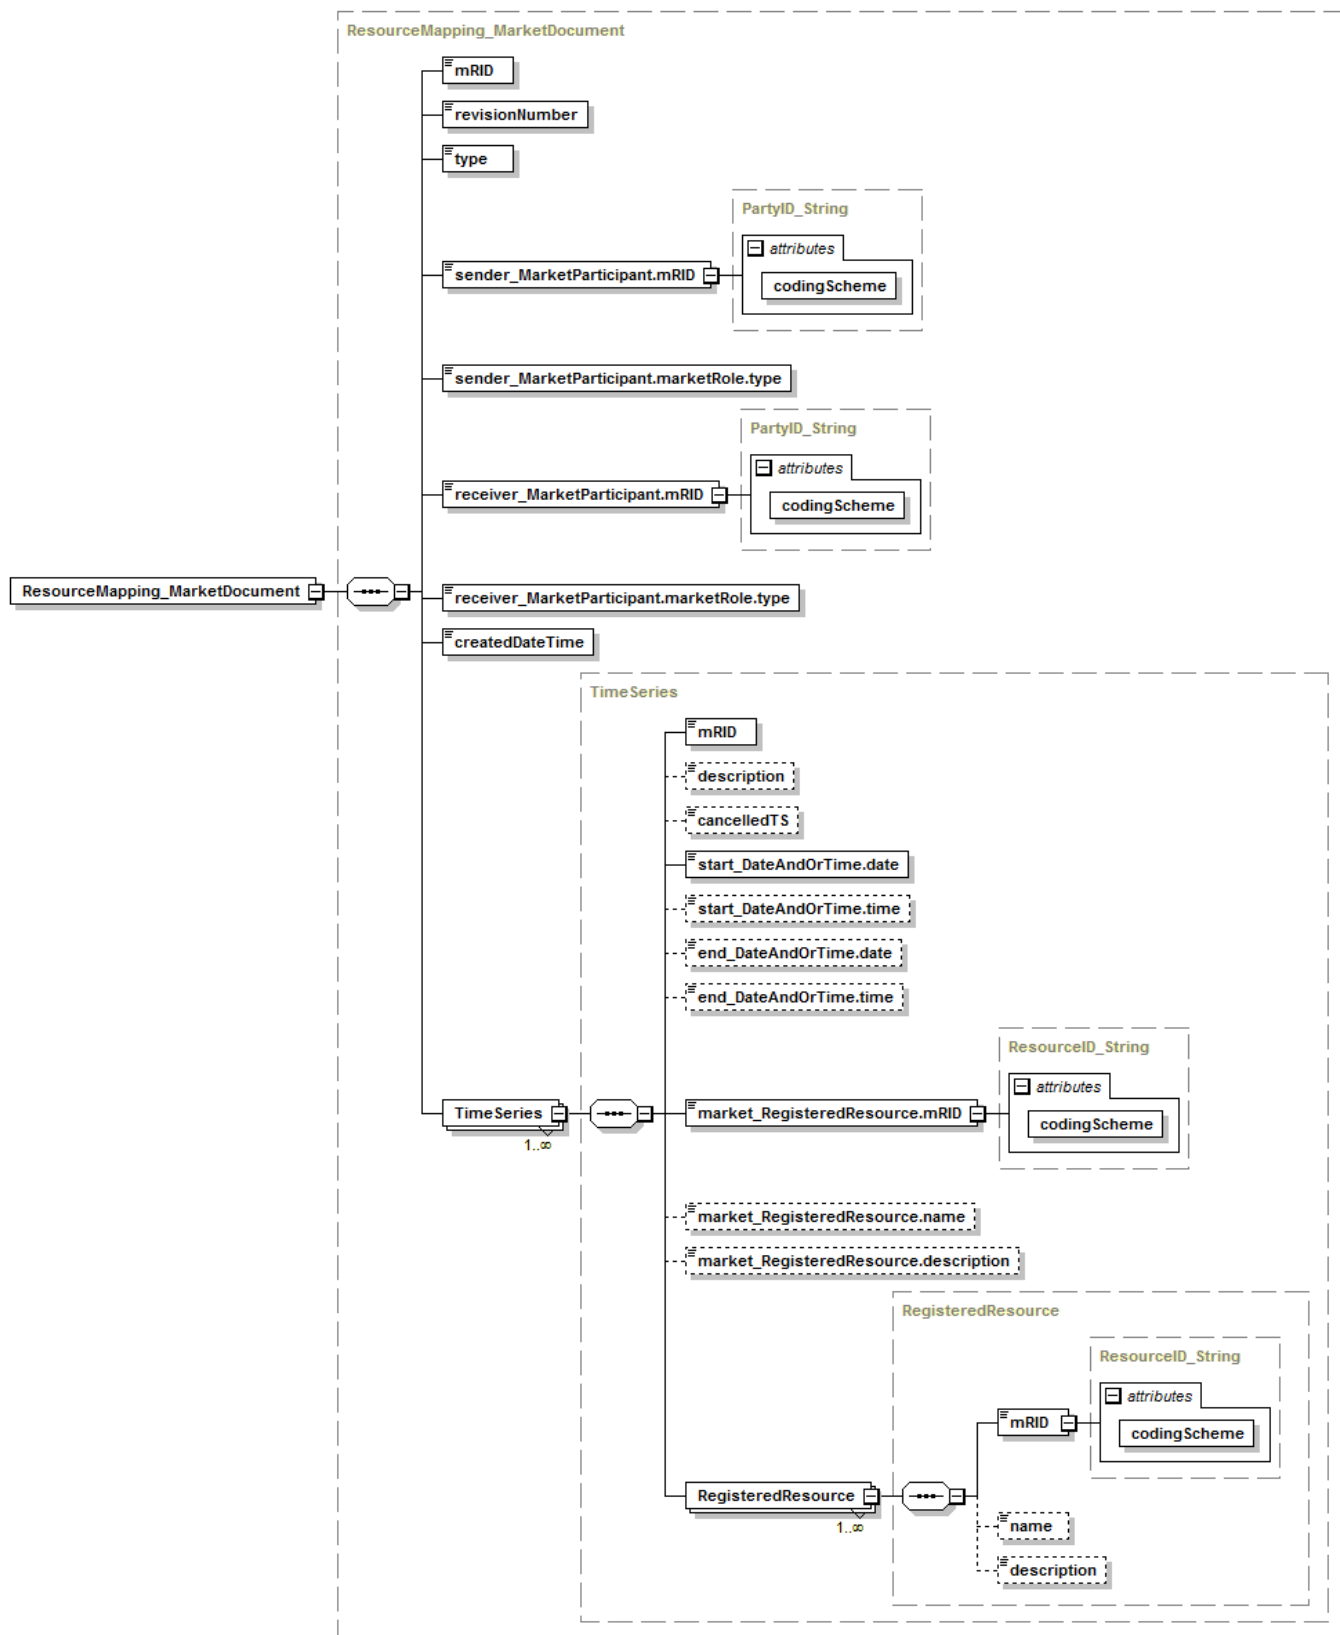 ResourceMapping_MarketDocument
mRID
revisionNumber
type
PartyID_String
attributes
sender_MarketParticipant.mRID
codingScheme
sender_MarketParticipant.marketRole.type
PartyID_String
attributes
receiver_MarketParticipant.mRID
codingScheme
ResourceMapping_MarketDocument
receiver_MarketParticipant.marketRole.type
createdDateTime
TimeSeries
mRID
description
cancelledTS
start_DateAndOrTime.date
start_DateAndOrTime.time
end_DateAndOrTime.date
end_DateAndOrTime.time
ResourceID_String
attributes
TimeSeries
1..∞
market_RegisteredResource.mRID
codingScheme
market_RegisteredResource.name
market_RegisteredResource.description
RegisteredResource
ResourceID_String
attributes
mRID
codingScheme
RegisteredResource
1..∞
name
description